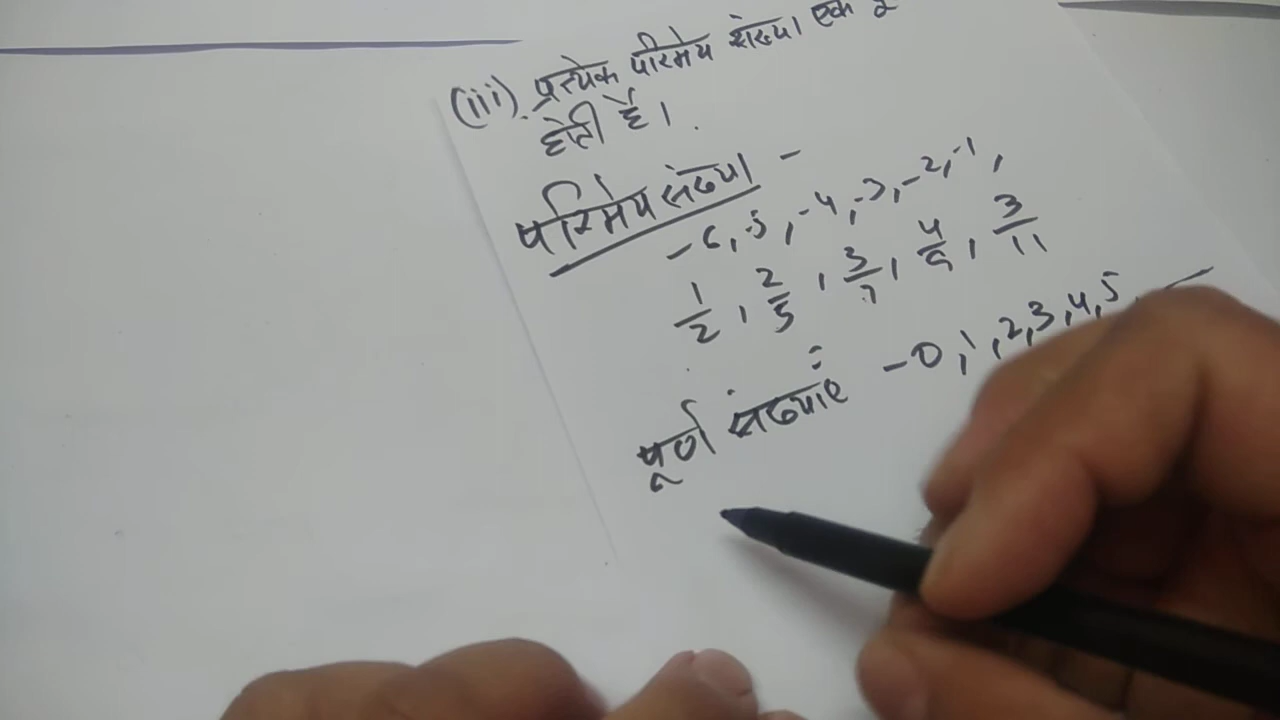 (iii). प्रत्येक परिमेय संख्या एक
होती है।
परिमेय संख्या -
- 6, -5, -4, -3, -2, -1,
1/2, 2/5, 3/7, 4/9, 3/11
पूर्ण संख्याएं - 0, 1, 2, 3, 4, 5